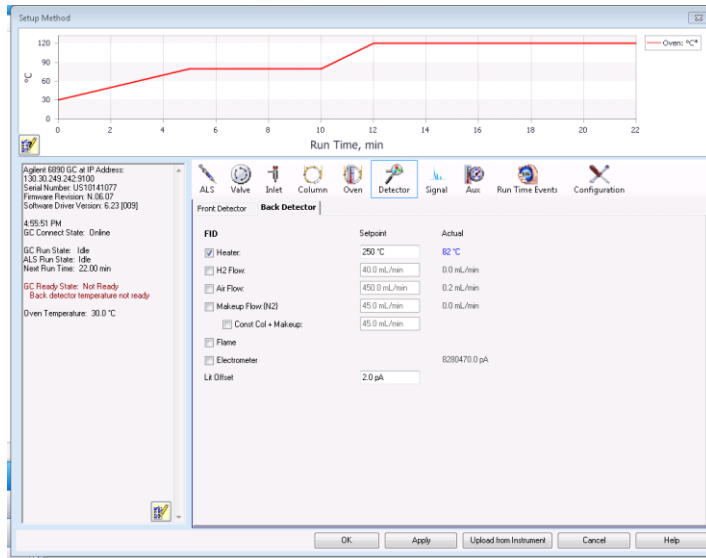 Setup Method
Oven: °C*
120
90
60
30
0
°C
0 2 4 6 8 10 12 14 16 18 20 22
Run Time, min
Agilent 6890 GC at IP Address:
130.30.249.242:9100
Serial Number: US10141077
Firmware Revision: N.06.07
Software Driver Version: 6.23 [009]
4:55:51 PM
GC Connect State: Online
GC Run State: Idle
ALS Run State: Idle
Next Run Time: 22.00 min
GC Ready State: Not Ready
Back detector temperature not ready
Oven Temperature: 30.0 °C
ALS Valve Inlet Column Oven Detector Signal Aux Run Time Events Configuration
Front Detector Back Detector
FID Setpoint Actual
Heater: 250 °C 82 °C
H2 Flow: 40.0 mL/min 0.0 mL/min
Air Flow: 450.0 mL/min 0.2 mL/min
Makeup Flow:(N2) 45.0 mL/min 0.0 mL/min
Const Col + Makeup: 45.0 mL/min
Flame
Electrometer 8280470.0 pA
Lit Offset 2.0 pA
OK Apply Upload from Instrument Cancel Help